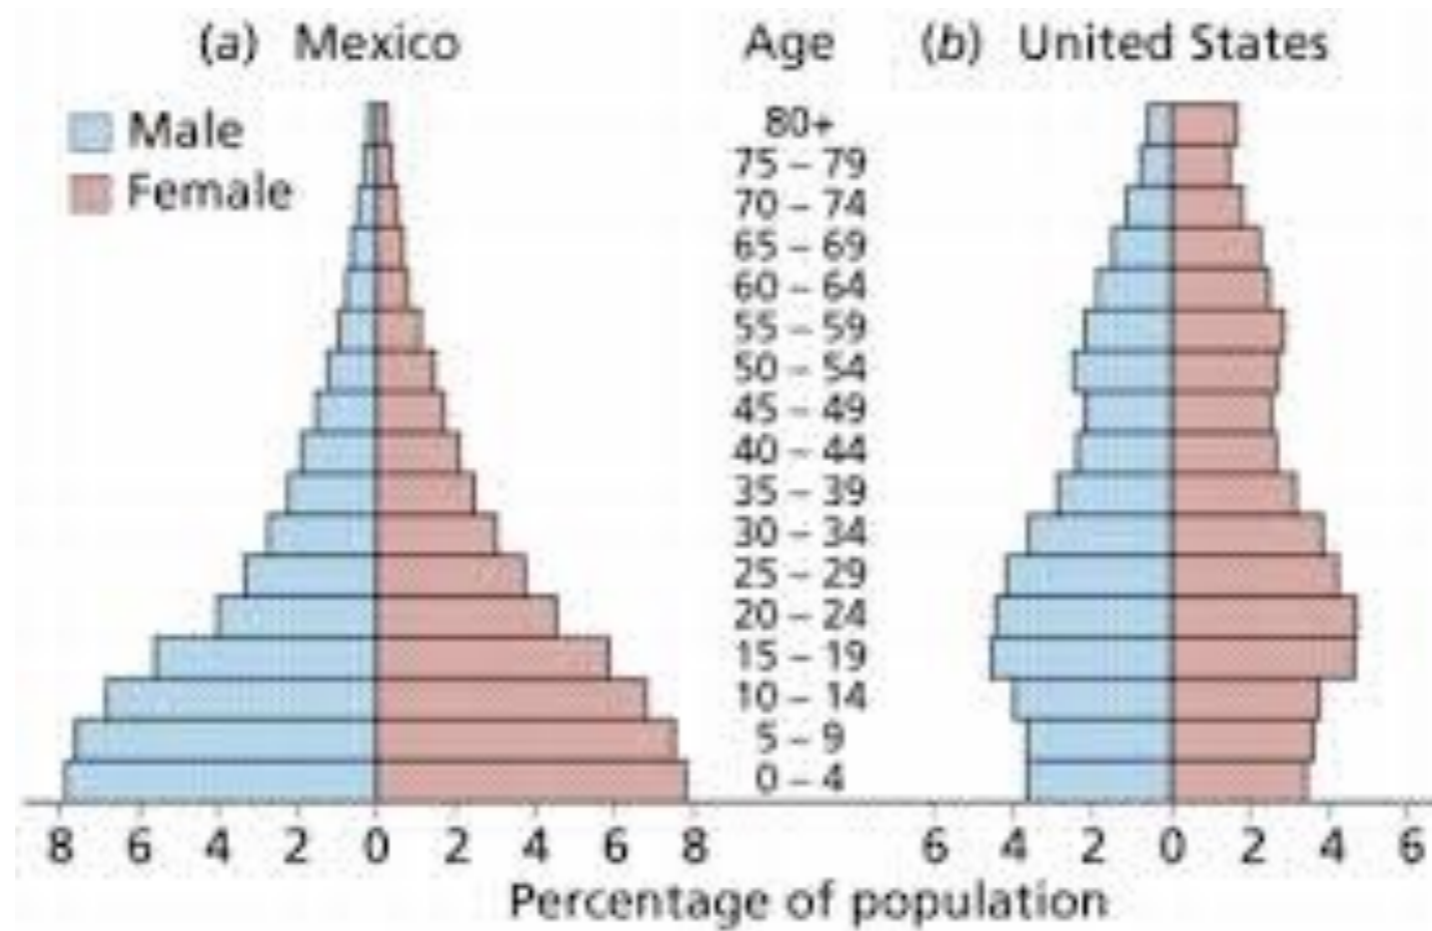 (a) Mexico
Age
(b) United States
Male
Female
80+
75 – 79
70 – 74
65 – 69
60 – 64
55 – 59
50 – 54
45 – 49
40 – 44
35 – 39
30 – 34
25 – 29
20 – 24
15 – 19
10 – 14
5 – 9
0 – 4
8 6 4 2 0 2 4 6 8
6 4 2 0 2 4 6
Percentage of population